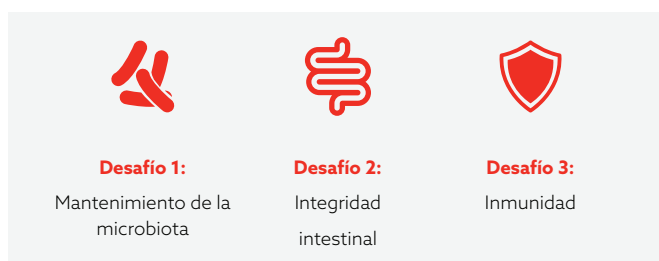 Desafío 1:
Mantenimiento de la
microbiota
Desafío 2:
Integridad
intestinal
Desafío 3:
Inmunidad